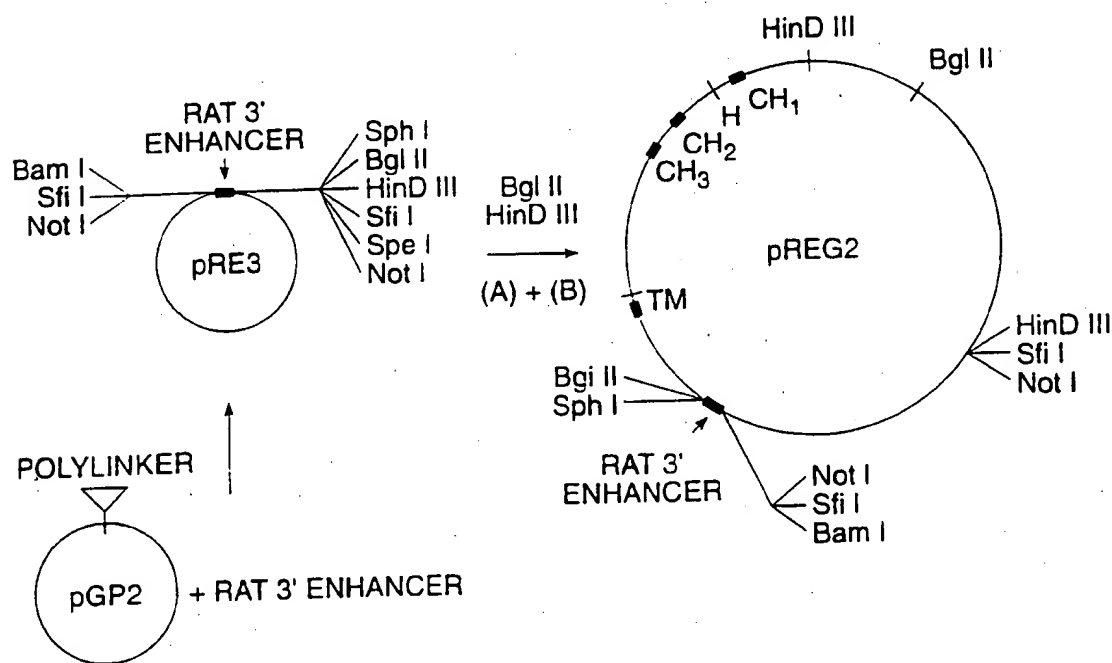 RAT 3'
ENHANCER
Bam I
Sfi I
Not I
Sph I
Bgl II
HinD III
Sfi I
Spe I
Not I
pRE3
Bgl II
HinD III
(A) + (B)
POLYLINKER
pGP2
+ RAT 3' ENHANCER
HinD III
Bgl II
CH1
H
CH2
CH3
pREG2
TM
HinD III
Sfi I
Not I
Bgi II
Sph I
RAT 3'
ENHANCER
Not I
Sfi I
Bam I